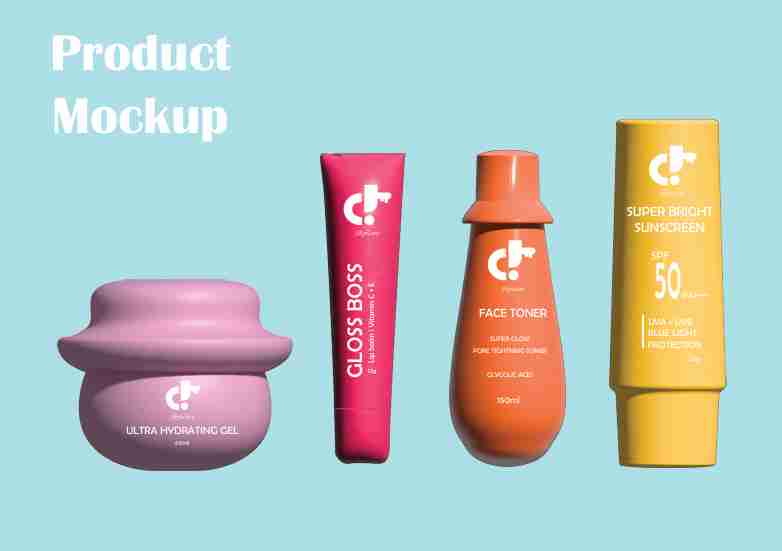 Product
Mockup
ULTRA HYDRATING GEL
GLOSS BOSS
Lip balm | Vitamin C + E
FACE TONER
SUPER GLOW
PORE TIGHTENING TONER
GLYCOLIC ACID
150ml
SUPER BRIGHT
SUNSCREEN
SPF
50
UVA + UVB
BLUE LIGHT
PROTECTION